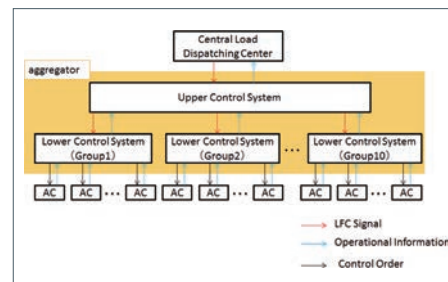 Central Load
Dispatching Center
aggregator
Upper Control System
Lower Control System
(Group1)
Lower Control System
(Group2)
...
Lower Control System
(Group10)
AC AC ... AC AC AC ... AC AC AC ... AC
LFC Signal
Operational Information
Control Order